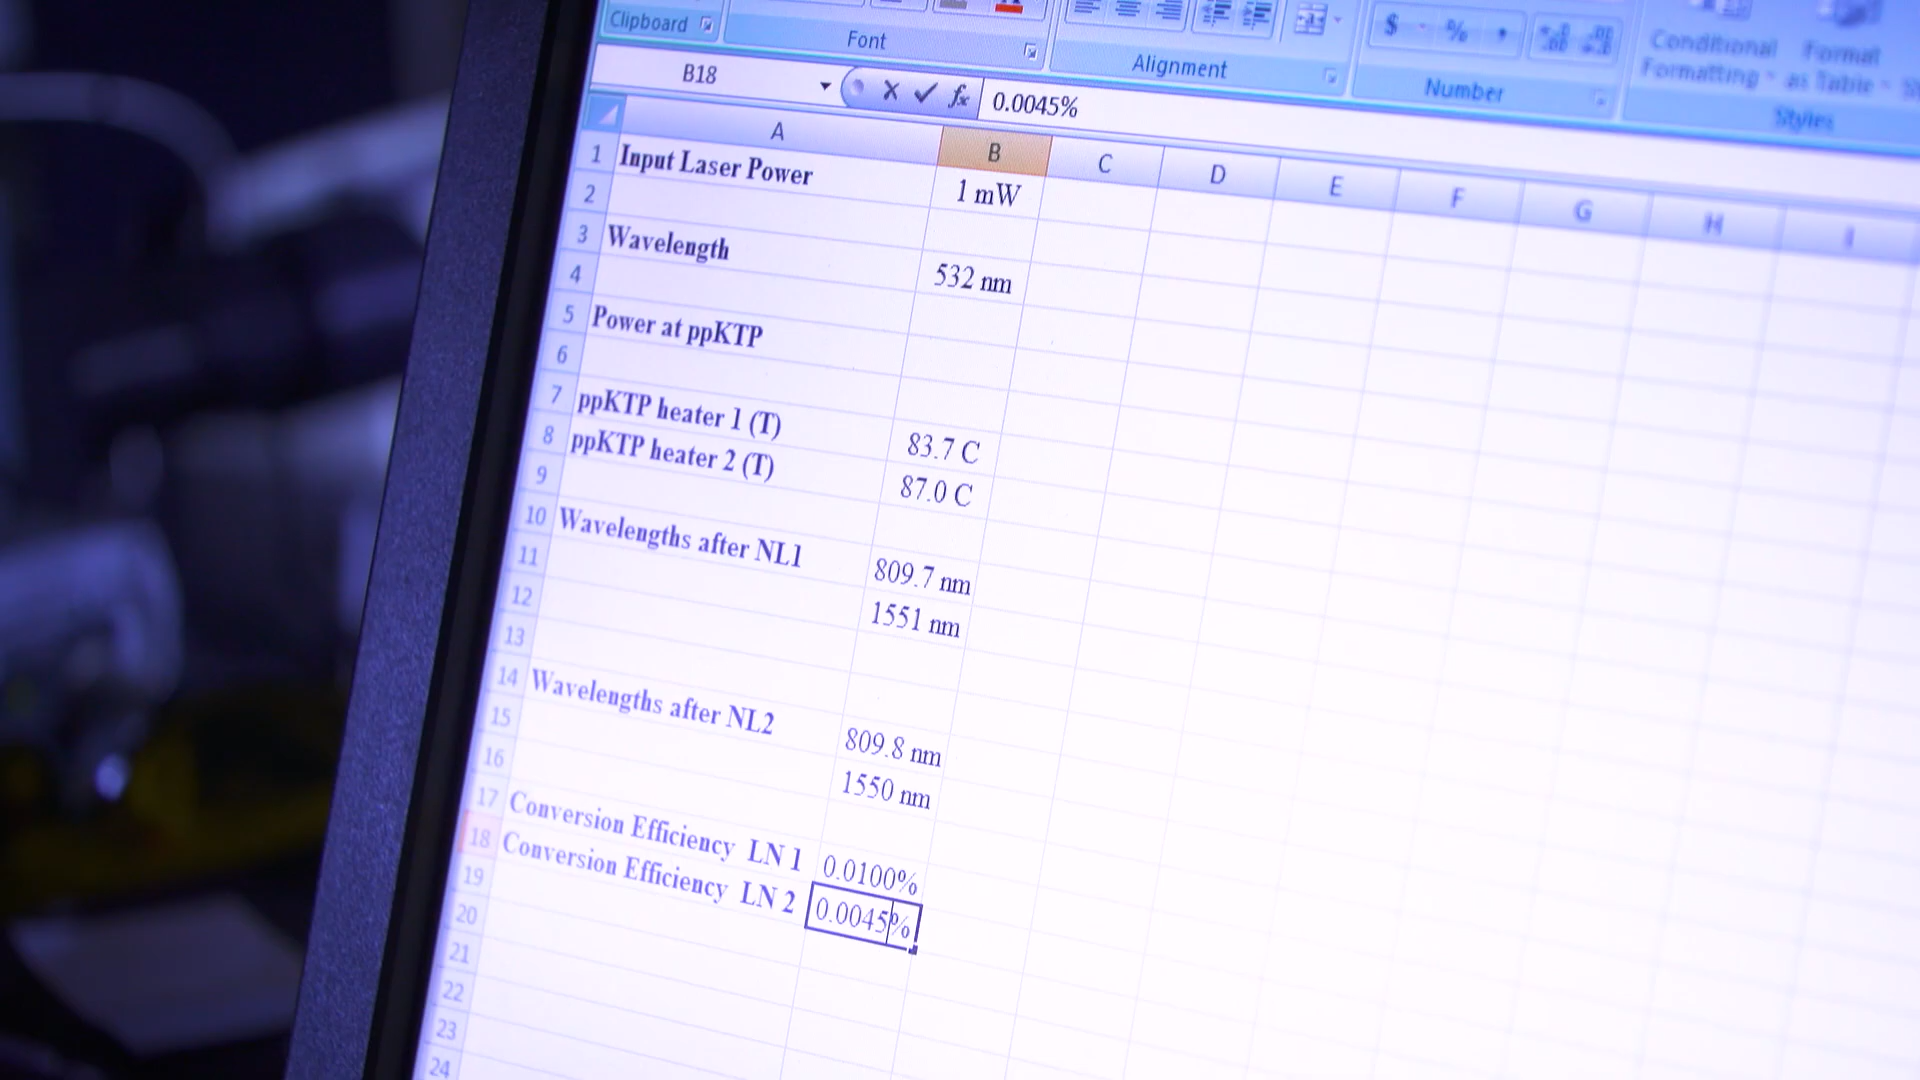 Clipboard
Font
Alignment
Number
Conditional
Formatting
Format
as Table
Styles
B18
fx
0.0045%
A B C D E F G H I
1 Input Laser Power 1 mW
2
3 Wavelength
4 532 nm
5 Power at ppKTP
6
7 ppKTP heater 1 (T) 83.7 C
8 ppKTP heater 2 (T) 87.0 C
9
10 Wavelengths after NL1 809.7 nm
11 1551 nm
12
13
14 Wavelengths after NL2 809.8 nm
15 1550 nm
16
17 Conversion Efficiency LN 1 0.0100%
18 Conversion Efficiency LN 2 0.0045%
19
20
21
22
23
24